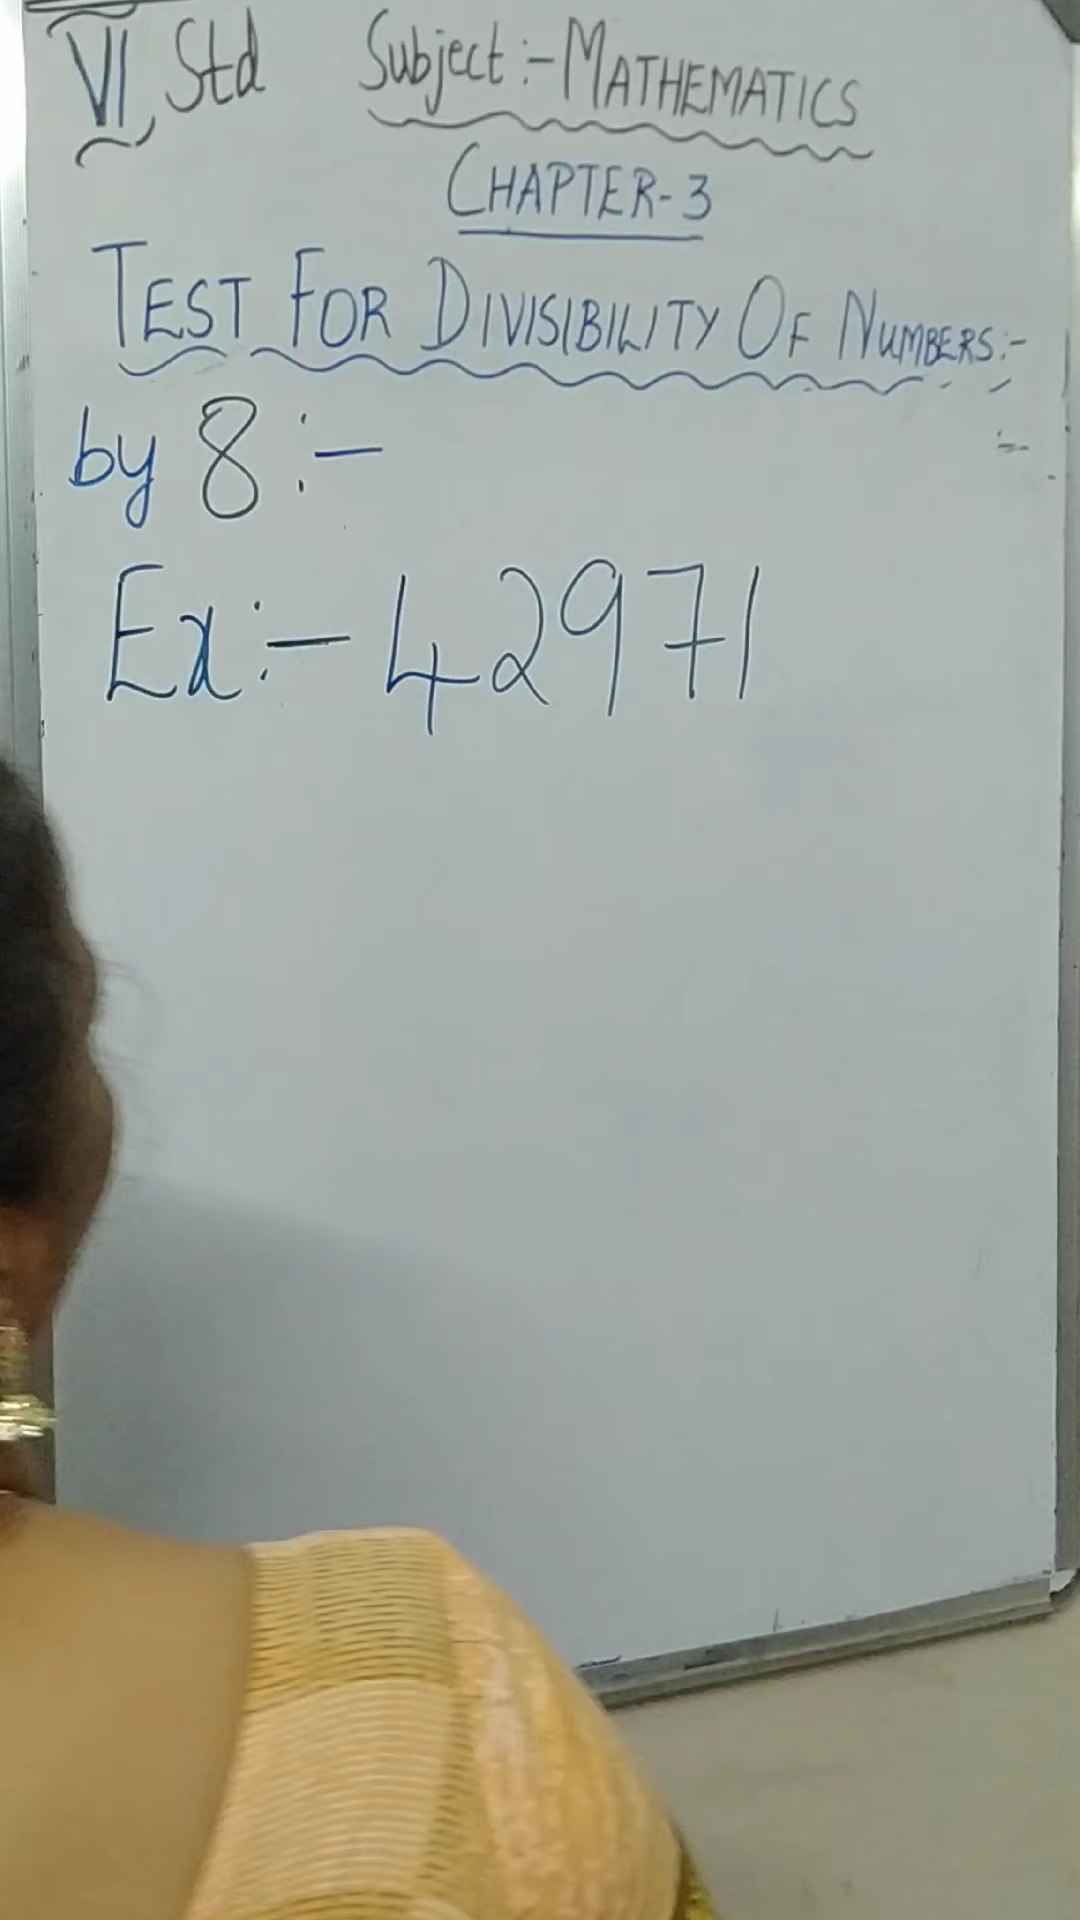 VI Std Subject:- MATHEMATICS
CHAPTER-3
TEST FOR DIVISIBILITY OF NUMBERS:-
by 8:-
Ex:- 42971